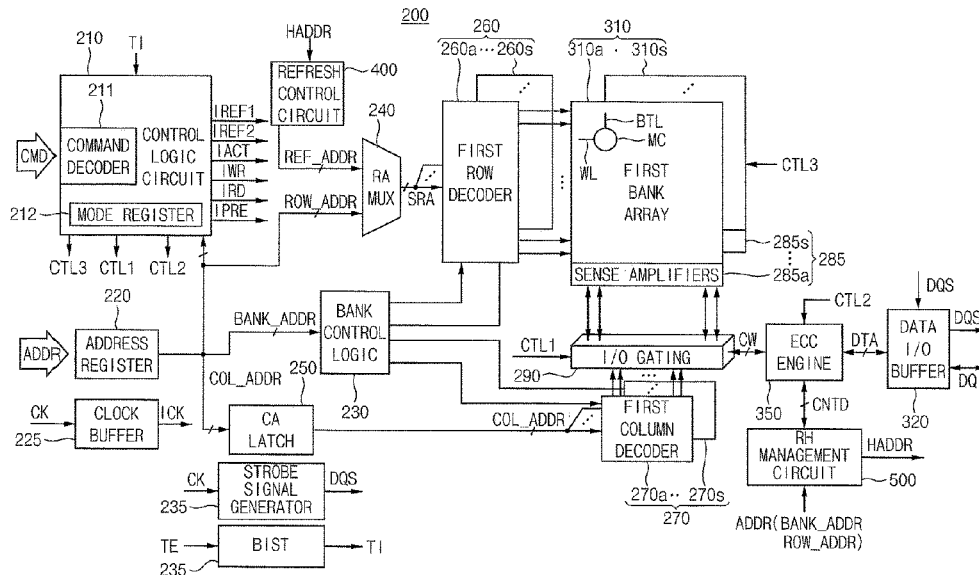 200
210
TI
HADDR
260
260a ··· 260s
310
310a · 310s
211
REFRESH
CONTROL
CIRCUIT
400
CMD
COMMAND
DECODER
CONTROL
LOGIC
CIRCUIT
212
MODE REGISTER
IREF1
IREF2
IACT
IWR
IRD
IPRE
240
REF_ADDR
ROW_ADDR
RA
MUX
SRA
FIRST
ROW
DECODER
BTL
MC
WL
FIRST
BANK
ARRAY
CTL3
CTL3
CTL1
CTL2
SENSE AMPLIFIERS
285s
285a
285
220
ADDR
ADDRESS
REGISTER
BANK_ADDR
BANK
CONTROL
LOGIC
230
COL_ADDR
CTL1
I/O GATING
290
CW
CTL2
ECC
ENGINE
350
DTA
DQS
DATA
I/O
BUFFER
320
DQS
DQ
CK
CLOCK
BUFFER
ICK
225
250
CA
LATCH
COL_ADDR
FIRST
COLUMN
DECODER
270a ·· 270s
270
CNTD
RH
MANAGEMENT
CIRCUIT
HADDR
500
ADDR(BANK_ADDR
ROW_ADDR)
CK
STROBE
SIGNAL
GENERATOR
DQS
235
TE
BIST
TI
235